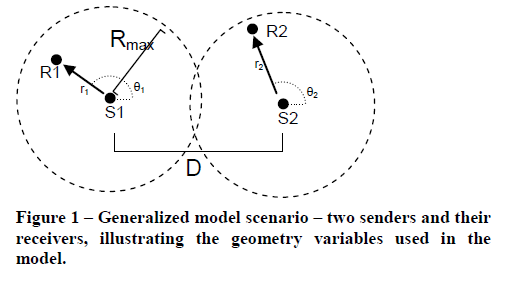 Rmax
R2
R1
r2
r1
θ1
θ2
S1
S2
D
Figure 1 – Generalized model scenario – two senders and their
receivers, illustrating the geometry variables used in the
model.